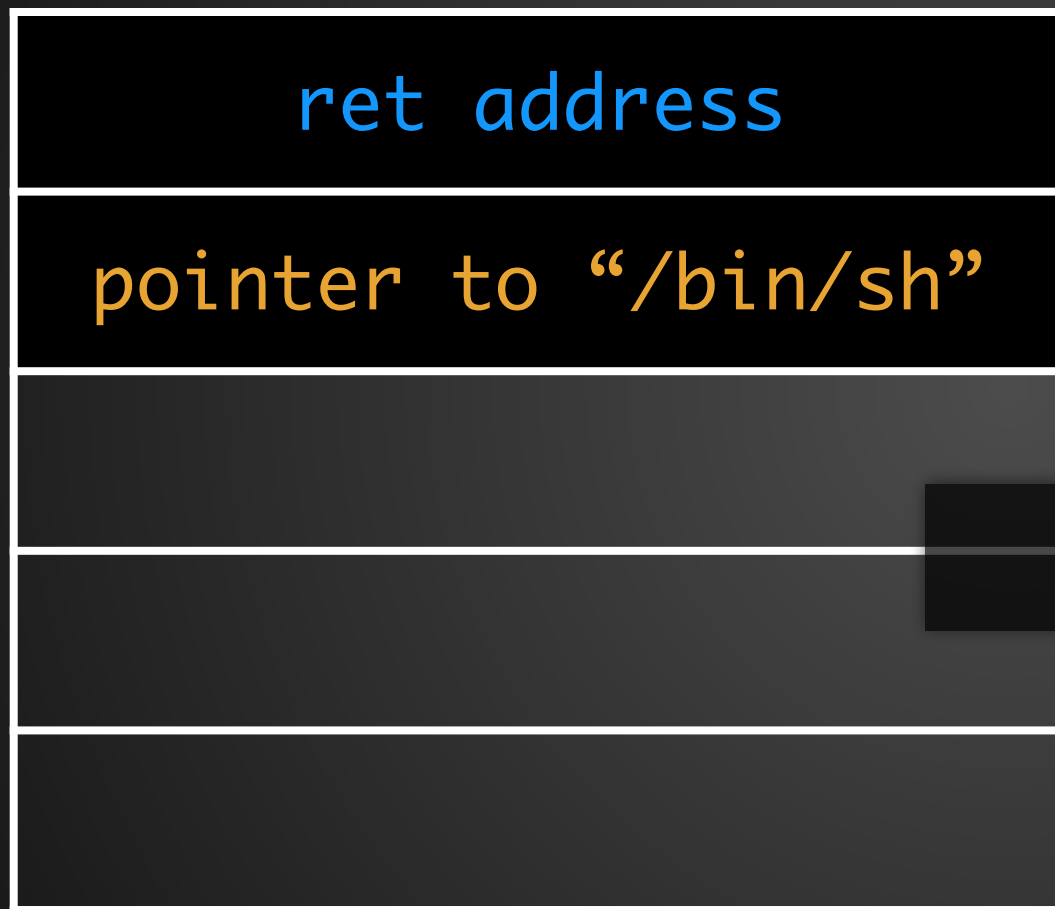 ret address
pointer to “/bin/sh”